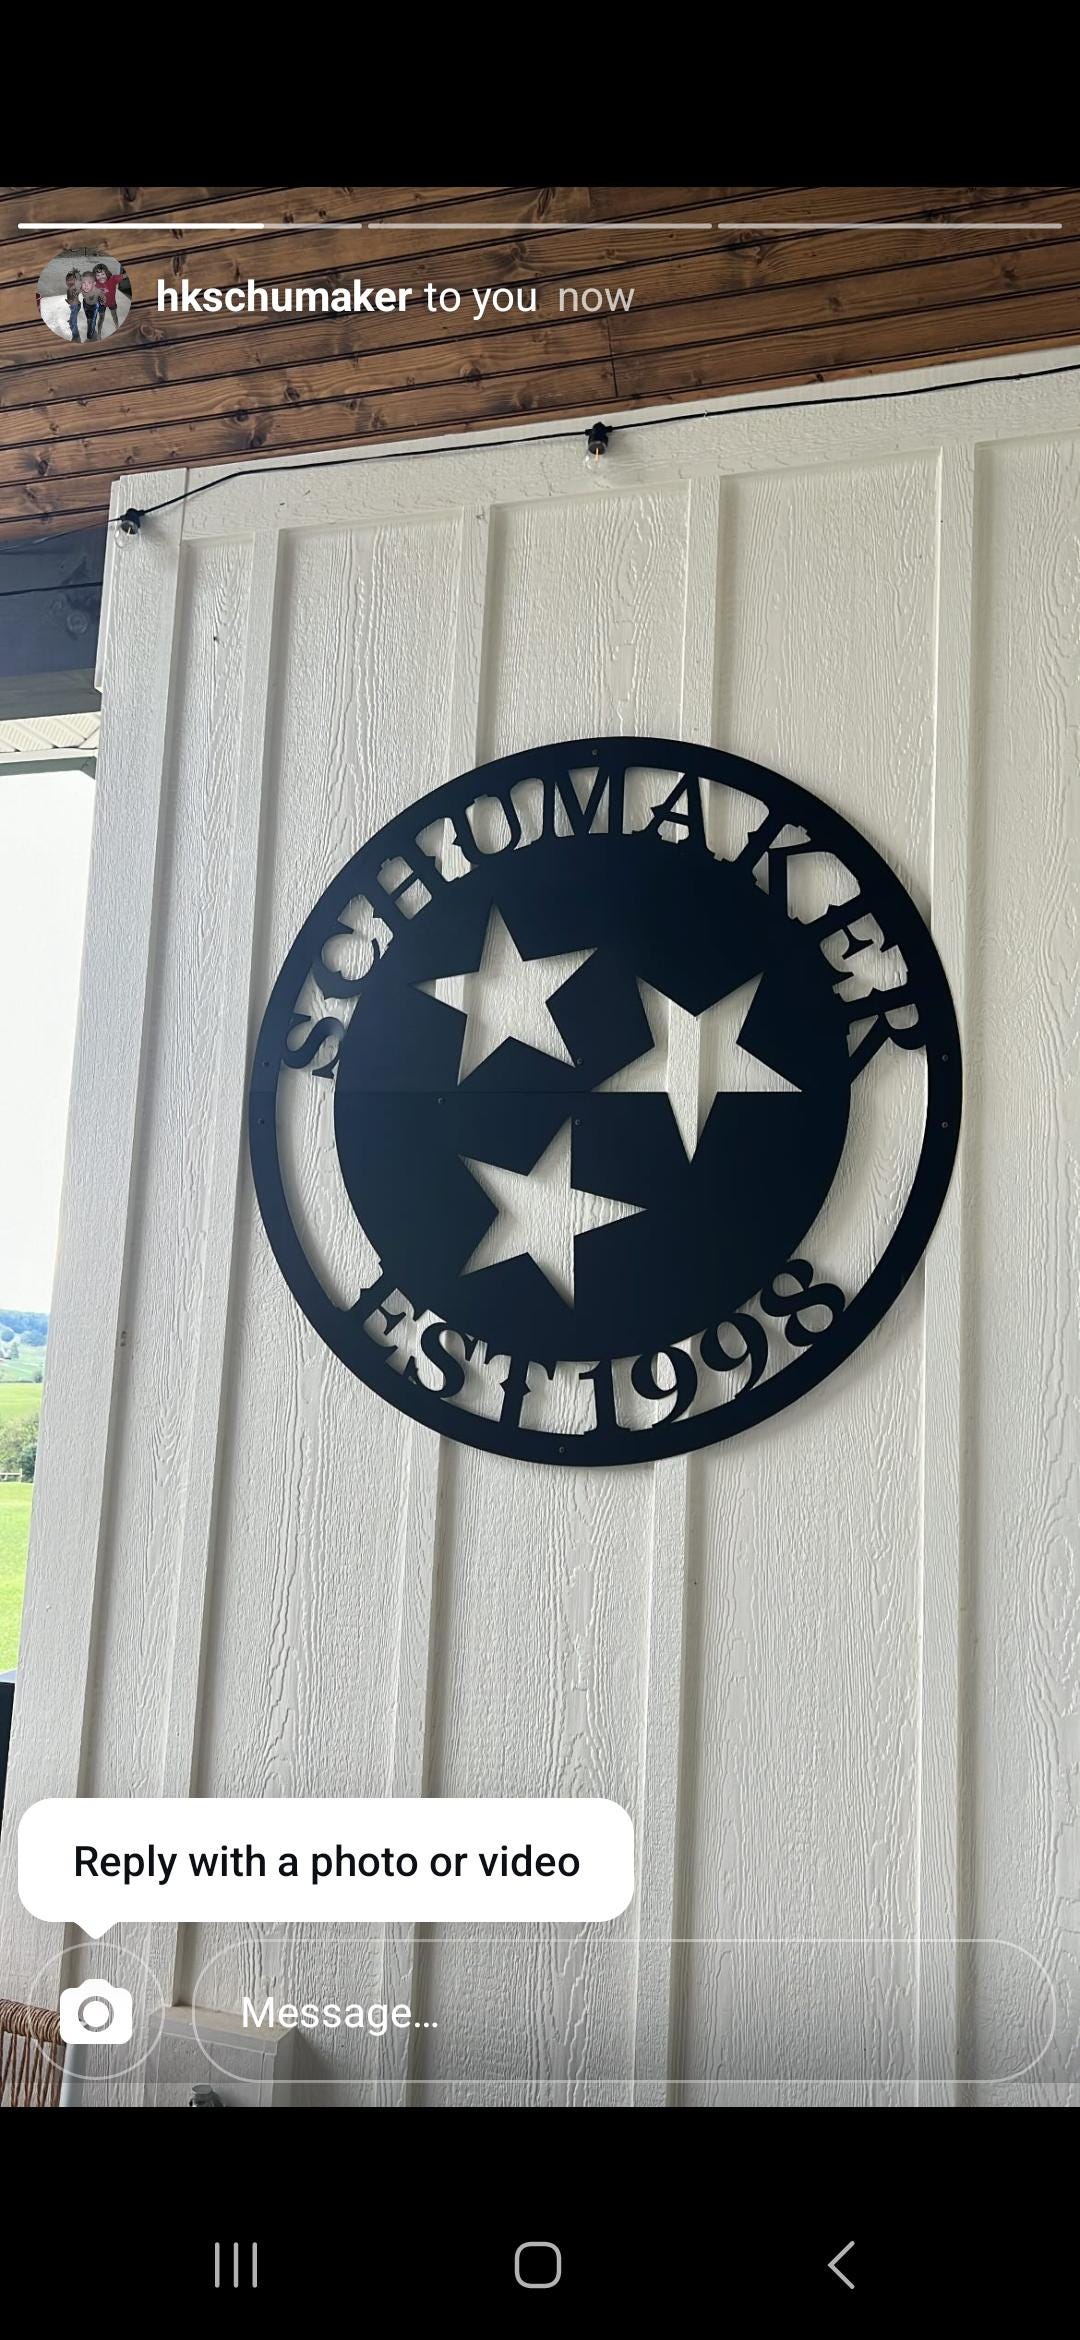 hkschumaker to you now
SCHUMAKER
EST 1998
Reply with a photo or video
Message...